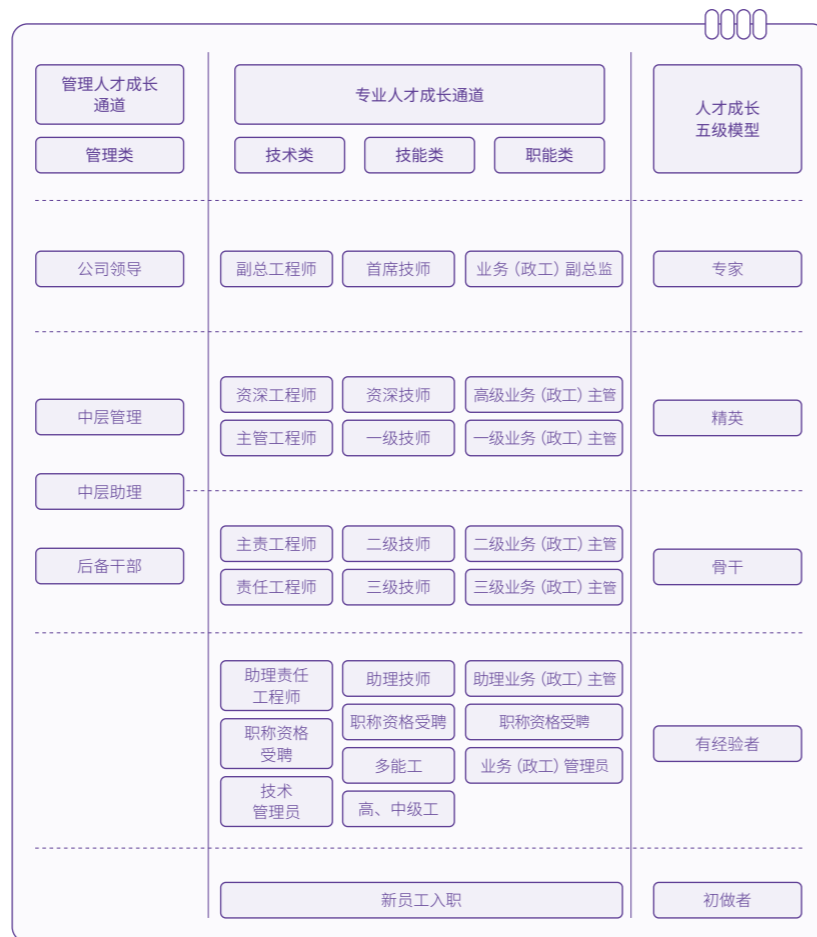 管理人才成长
通道
专业人才成长通道
人才成长
五级模型
管理类
技术类
技能类
职能类
公司领导
副总工程师
首席技师
业务（政工）副总监
专家
资深工程师
资深技师
高级业务（政工）主管
中层管理
精英
主管工程师
一级技师
一级业务（政工）主管
中层助理
主责工程师
二级技师
二级业务（政工）主管
后备干部
骨干
责任工程师
三级技师
三级业务（政工）主管
助理责任
工程师
助理技师
助理业务（政工）主管
职称资格
受聘
职称资格受聘
职称资格受聘
有经验者
多能工
业务（政工）管理员
技术
管理员
高、中级工
新员工入职
初做者